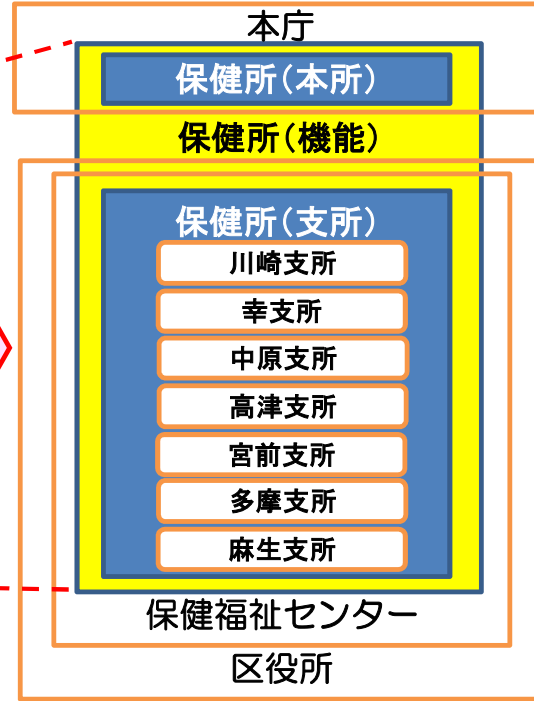 本庁
保健所(本所)
保健所(機能)
保健所(支所)
川崎支所
幸支所
中原支所
高津支所
宮前支所
多摩支所
麻生支所
保健福祉センター
区役所